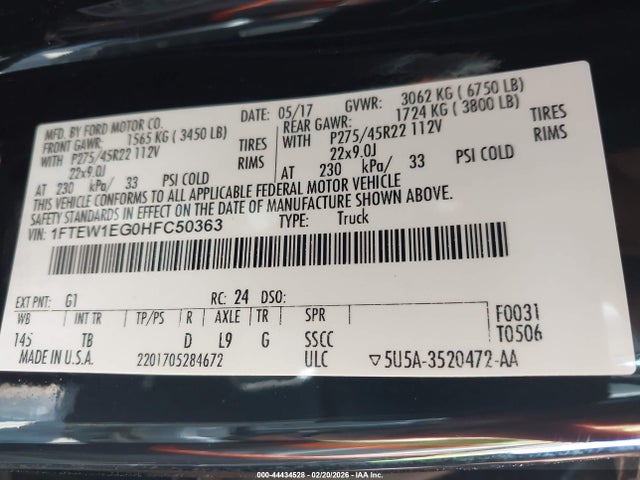 MFD. BY FORD MOTOR CO. DATE: 05/17 GVWR: 3062 KG ( 6750 LB)
FRONT GAWR: 1565 KG ( 3450 LB) REAR GAWR: 1724 KG ( 3800 LB)
WITH P275/45R22 112V TIRES WITH P275/45R22 112V TIRES
22x9.0J RIMS 22x9.0J RIMS
AT 230 kPa/ 33 PSI COLD AT 230 kPa/ 33 PSI COLD
THIS VEHICLE CONFORMS TO ALL APPLICABLE FEDERAL MOTOR VEHICLE
SAFETY STANDARDS IN EFFECT ON THE DATE OF MANUFACTURE SHOWN ABOVE.
VIN: 1FTEW1EG0HFC50363 TYPE: Truck
EXT PNT: G1 RC: 24 DSO:
WB INT TR TP/PS R AXLE TR SPR F0031
145 TB D L9 G SSCC T0506
MADE IN U.S.A. 2201705284672 ULC ▽5U5A-3520472-AA
000-44434528 - 02/20/2026 - IAAI, Inc.